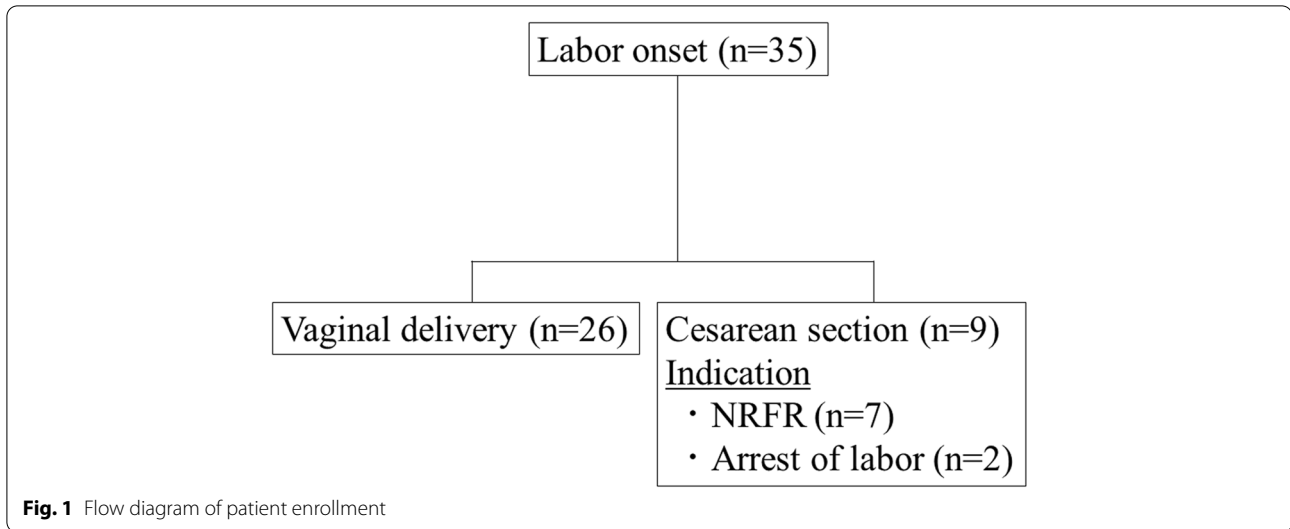 Labor onset (n=35)
Vaginal delivery (n=26)
Cesarean section (n=9)
Indication
・NRFR (n=7)
・Arrest of labor (n=2)
Fig. 1 Flow diagram of patient enrollment